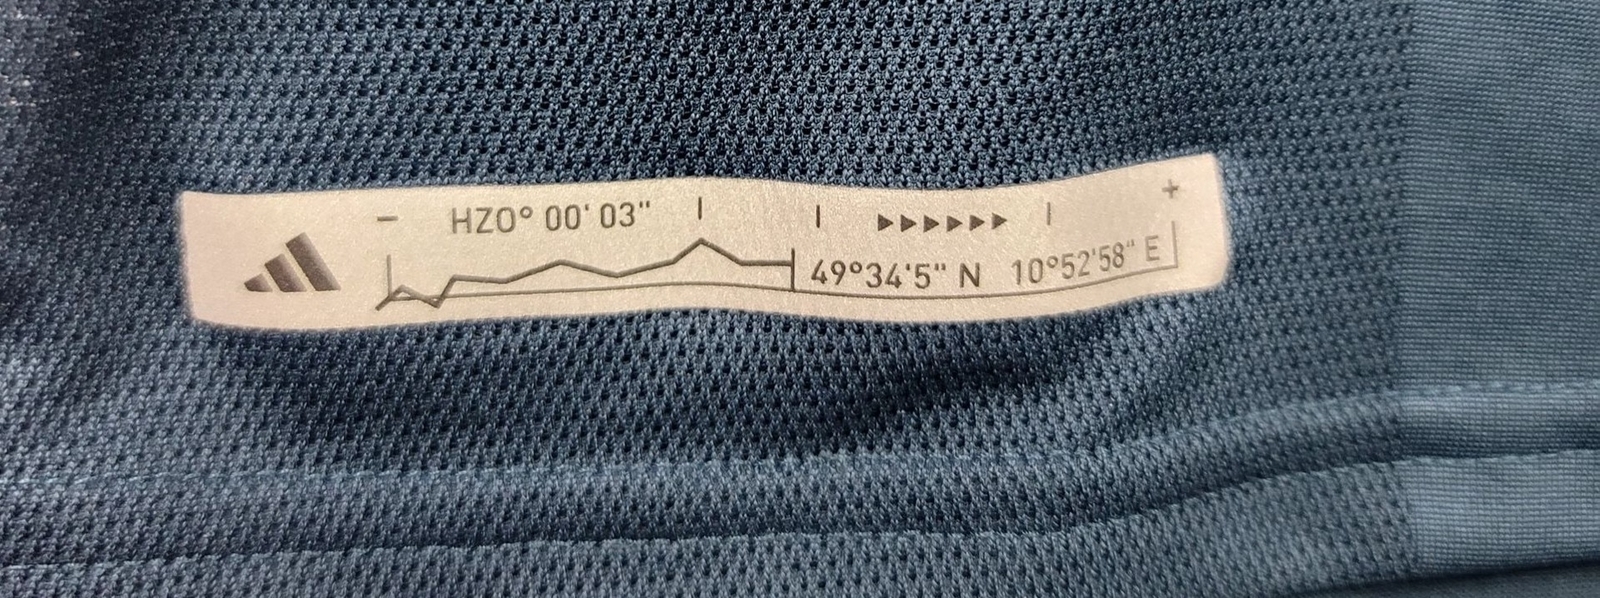 − HZO° 00' 03" ▸▸▸▸▸▸ +
49°34'5" N 10°52'58" E